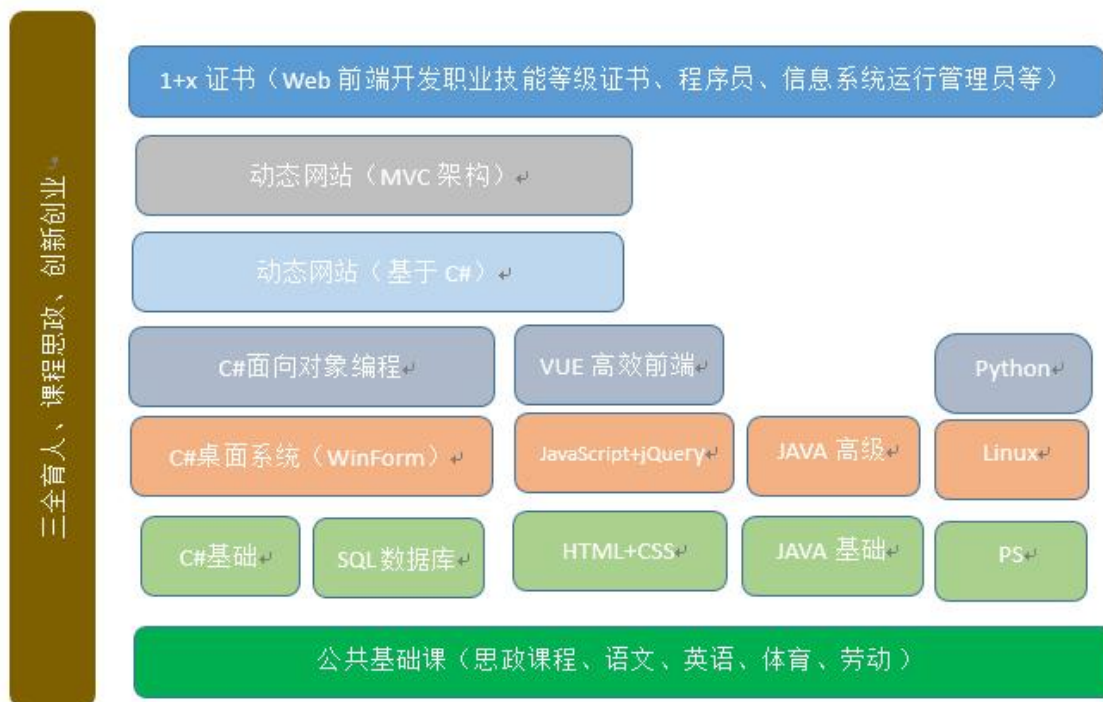 三全育人、课程思政、创新创业
1+x 证书（Web 前端开发职业技能等级证书、程序员、信息系统运行管理员等）
动态网站（MVC 架构）
动态网站（基于 C#）
C#面向对象编程
VUE 高效前端
Python
C#桌面系统（WinForm）
JavaScript+jQuery
JAVA 高级
Linux
C#基础
SQL 数据库
HTML+CSS
JAVA 基础
PS
公共基础课（思政课程、语文、英语、体育、劳动）